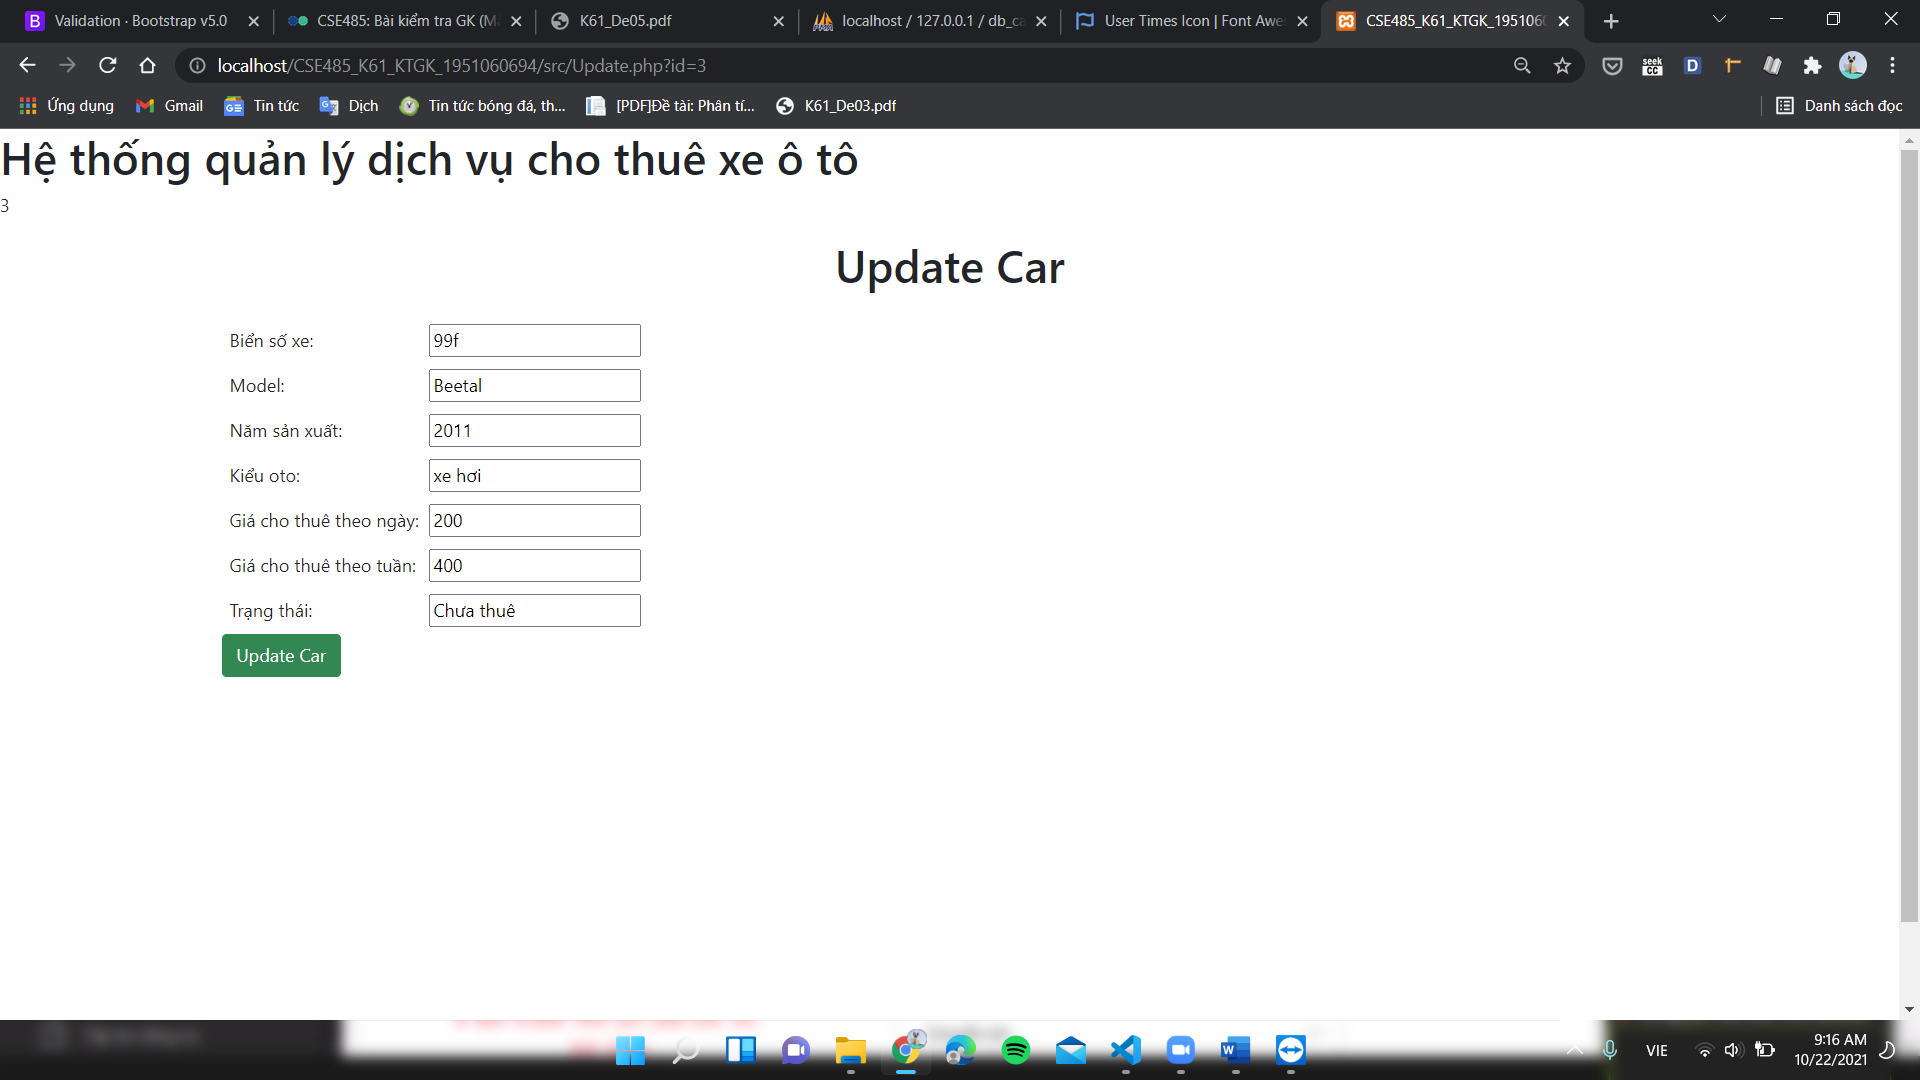 Validation · Bootstrap v5.0
CSE485: Bài kiểm tra GK (Mã
K61_De05.pdf
localhost / 127.0.0.1 / db_ca
User Times Icon | Font Awes
CSE485_K61_KTGK_1951060
localhost/CSE485_K61_KTGK_1951060694/src/Update.php?id=3
seek CC
D
Ứng dụng
Gmail
Tin tức
Dịch
Tin tức bóng đá, th...
[PDF]Đề tài: Phân tí...
K61_De03.pdf
Danh sách đọc
Hệ thống quản lý dịch vụ cho thuê xe ô tô
3
Update Car
Biển số xe: 99f
Model: Beetal
Năm sản xuất: 2011
Kiểu oto: xe hơi
Giá cho thuê theo ngày: 200
Giá cho thuê theo tuần: 400
Trạng thái: Chưa thuê
Update Car
VIE
9:16 AM
10/22/2021